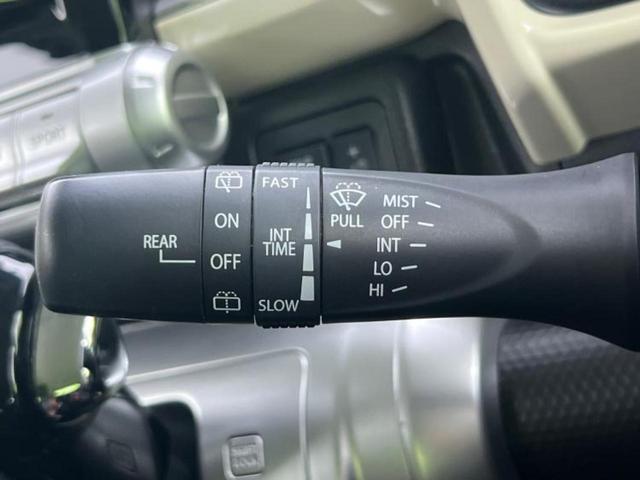 REAR
ON
OFF
FAST
INT
TIME
SLOW
PULL
MIST
OFF
INT
LO
HI
SPORT